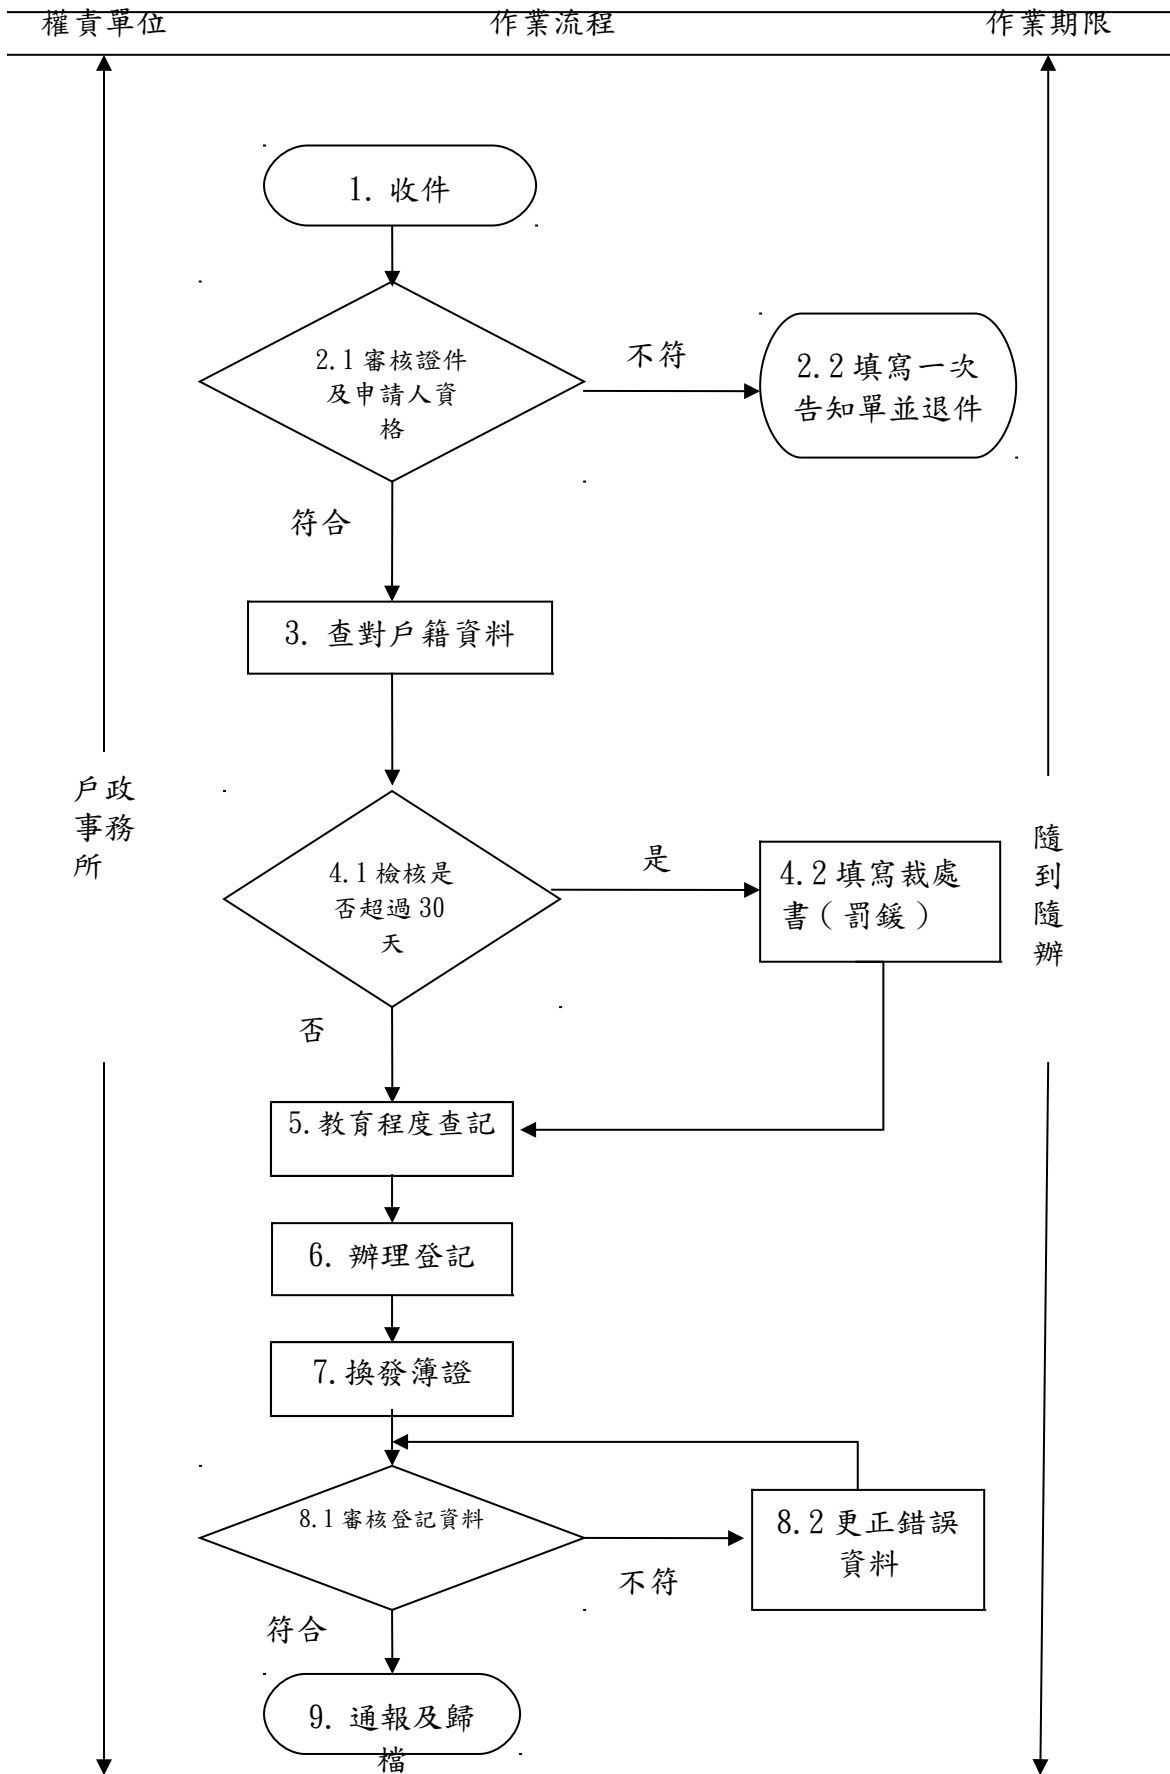 權責單位
作業流程
作業期限
1. 收件
2.1 審核證件
及申請人資
格
不符
2.2 填寫一次
告知單並退件
符合
3. 查對戶籍資料
戶政
事務
所
4.1 檢核是
否超過 30
天
是
4.2 填寫裁處
書(罰鍰)
隨
到
隨
辦
否
5.教育程度查記
6. 辦理登記
7.換發簿證
8.1 審核登記資料
不符
8.2 更正錯誤
資料
符合
9. 通報及歸
檔